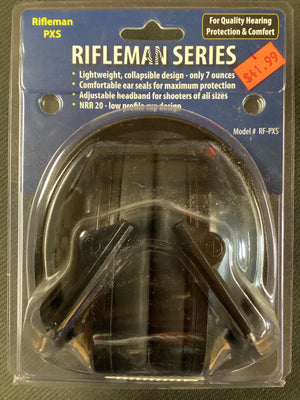 Rifleman
PXS
For Quality Hearing
Protection & Comfort
$41.99
RIFLEMAN SERIES
• Lightweight, collapsible design - only 7 ounces
• Comfortable ear seals for maximum protection
• Adjustable headband for shooters of all sizes
• NRR 20 - low profile cup design
Model # RF-PXS